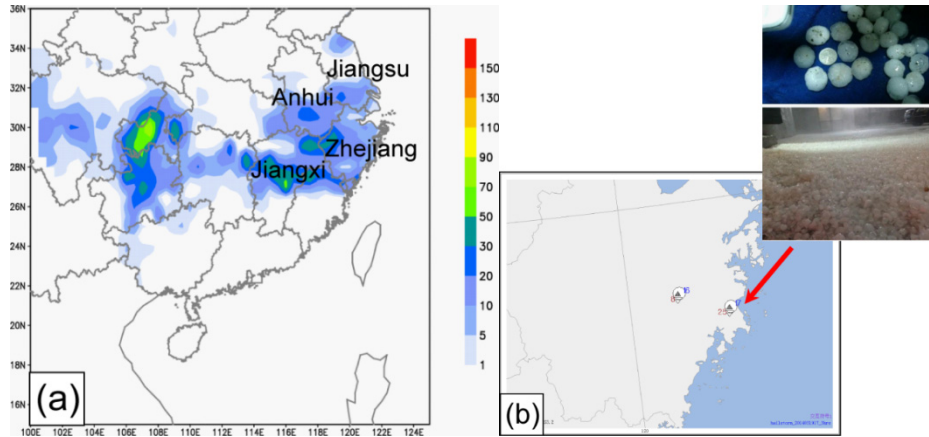 36N
34N
32N
30N
28N
26N
24N
22N
20N
18N
16N
100E 102E 104E 106E 108E 110E 112E 114E 116E 118E 120E 122E 124E
Jiangsu
Anhui
Zhejiang
Jiangxi
150
130
110
90
70
50
30
20
10
5
1
(a)
(b)